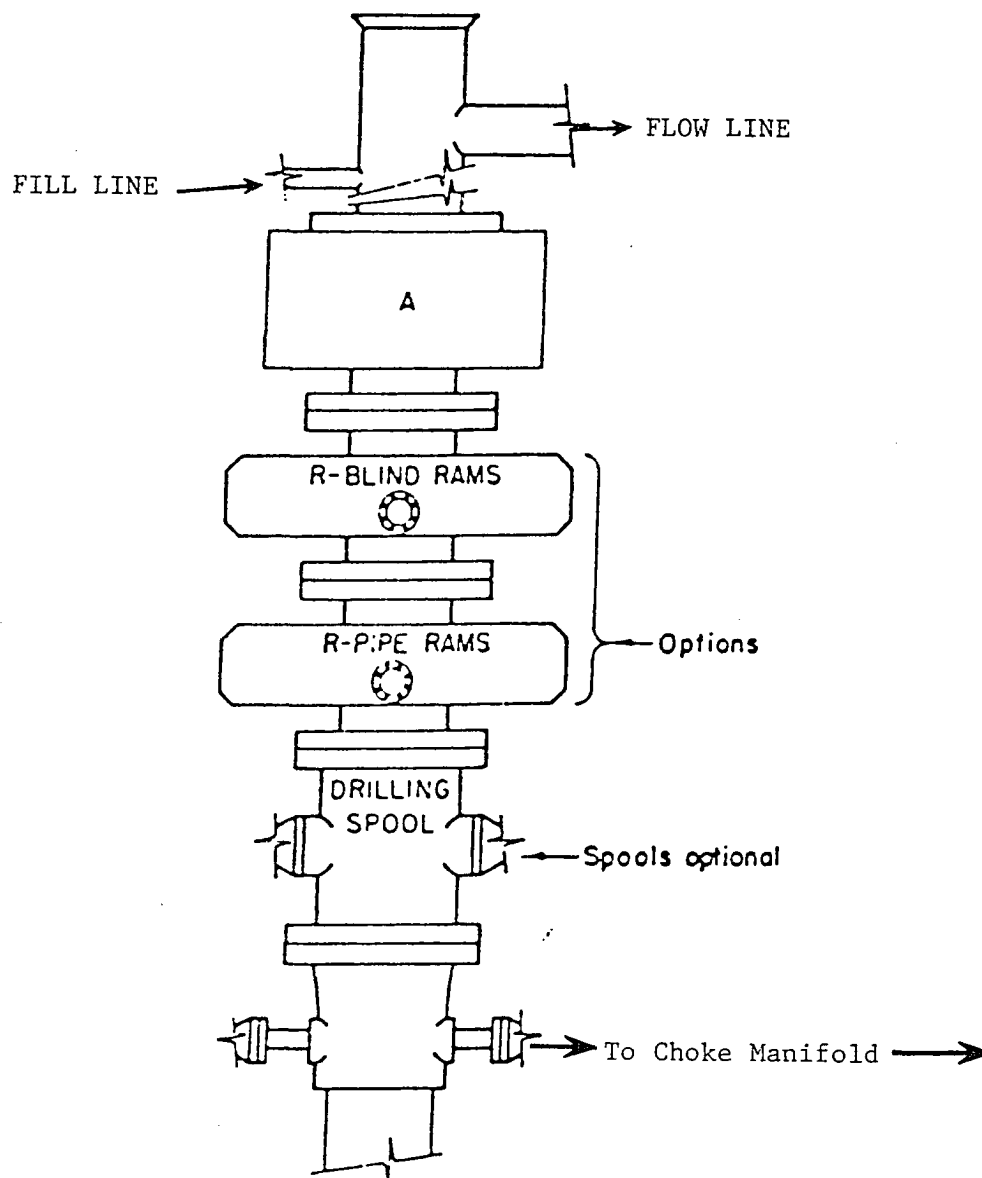 FLOW LINE
FILL LINE
A
R-BLIND RAMS
R-PIPE RAMS
Options
DRILLING
SPOOL
Spools optional
To Choke Manifold